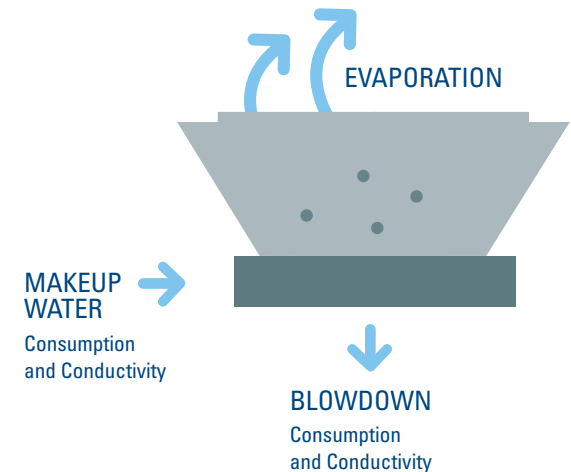 EVAPORATION
MAKEUP
WATER
Consumption
and Conductivity
BLOWDOWN
Consumption
and Conductivity